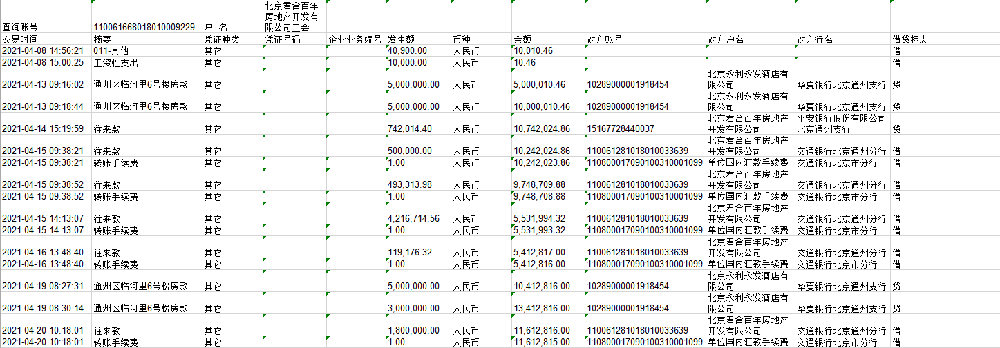 查询账号: 110061668018010009229 户 名: 北京君合百年房地产开发有限公司工会
交易时间 摘要 凭证种类 凭证号码 企业业务编号 发生额 币种 余额 对方账号 对方户名 对方行名 借贷标志
2021-04-08 14:56:21 011-其他 其它 40,900.00 人民币 10,010.46 借
2021-04-08 15:00:25 工资性支出 其它 10,000.00 人民币 10.46 借
2021-04-13 09:16:02 通州区临河里6号楼房款 其它 5,000,000.00 人民币 5,000,010.46 10289000001918454 北京永利永发酒店有限公司 华夏银行北京通州支行 贷
2021-04-13 09:18:44 通州区临河里6号楼房款 其它 5,000,000.00 人民币 10,000,010.46 10289000001918454 北京永利永发酒店有限公司 华夏银行北京通州支行 贷
2021-04-14 15:19:59 往来款 其它 742,014.40 人民币 10,742,024.86 15167728440037 北京君合百年房地产开发有限公司 平安银行股份有限公司北京通州支行 贷
2021-04-15 09:38:21 往来款 其它 500,000.00 人民币 10,242,024.86 110061281018010033639 北京君合百年房地产开发有限公司 交通银行北京通州分行 借
2021-04-15 09:38:21 转账手续费 其它 1.00 人民币 10,242,023.86 110800017090100310001099 单位国内汇款手续费 交通银行北京市分行 借
2021-04-15 09:38:52 往来款 其它 493,313.98 人民币 9,748,709.88 110061281018010033639 北京君合百年房地产开发有限公司 交通银行北京通州分行 借
2021-04-15 09:38:52 转账手续费 其它 1.00 人民币 9,748,708.88 110800017090100310001099 单位国内汇款手续费 交通银行北京市分行 借
2021-04-15 14:13:07 往来款 其它 4,216,714.56 人民币 5,531,994.32 110061281018010033639 北京君合百年房地产开发有限公司 交通银行北京通州分行 借
2021-04-15 14:13:07 转账手续费 其它 1.00 人民币 5,531,993.32 110800017090100310001099 单位国内汇款手续费 交通银行北京市分行 借
2021-04-16 13:48:40 往来款 其它 119,176.32 人民币 5,412,817.00 110061281018010033639 北京君合百年房地产开发有限公司 交通银行北京通州分行 借
2021-04-16 13:48:40 转账手续费 其它 1.00 人民币 5,412,816.00 110800017090100310001099 单位国内汇款手续费 交通银行北京市分行 借
2021-04-19 08:27:31 通州区临河里6号楼房款 其它 5,000,000.00 人民币 10,412,816.00 10289000001918454 北京永利永发酒店有限公司 华夏银行北京通州支行 贷
2021-04-19 08:30:14 通州区临河里6号楼房款 其它 3,000,000.00 人民币 13,412,816.00 10289000001918454 北京永利永发酒店有限公司 华夏银行北京通州支行 贷
2021-04-20 10:18:01 往来款 其它 1,800,000.00 人民币 11,612,816.00 110061281018010033639 北京君合百年房地产开发有限公司 交通银行北京通州分行 借
2021-04-20 10:18:01 转账手续费 其它 1.00 人民币 11,612,815.00 110800017090100310001099 单位国内汇款手续费 交通银行北京市分行 借